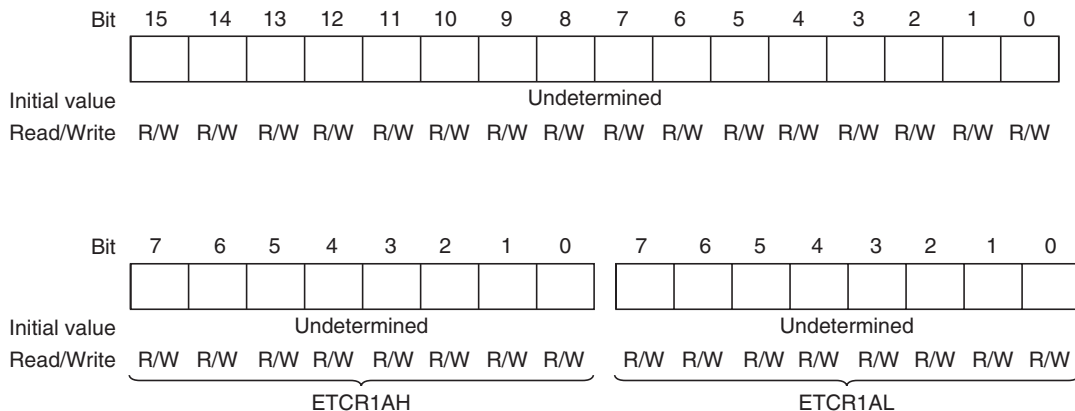 Bit 15 14 13 12 11 10 9 8 7 6 5 4 3 2 1 0
Initial value Undetermined
Read/Write R/W R/W R/W R/W R/W R/W R/W R/W R/W R/W R/W R/W R/W R/W R/W R/W
Bit 7 6 5 4 3 2 1 0 7 6 5 4 3 2 1 0
Initial value Undetermined Undetermined
Read/Write R/W R/W R/W R/W R/W R/W R/W R/W R/W R/W R/W R/W R/W R/W R/W R/W
ETCR1AH ETCR1AL